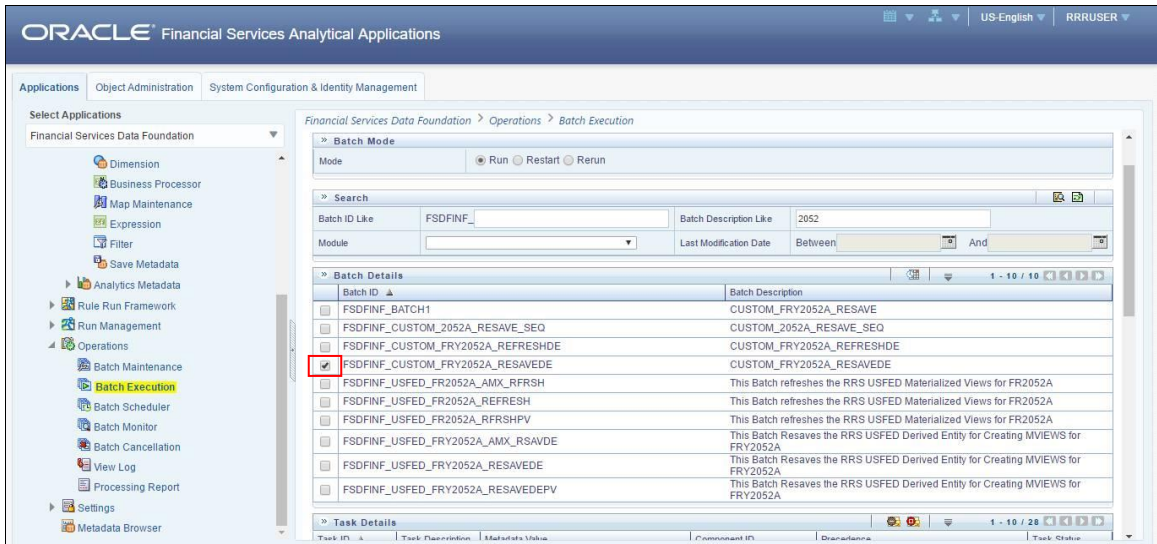 US-English RRRUSER
ORACLE® Financial Services Analytical Applications
Applications Object Administration System Configuration & Identity Management
Select Applications
Financial Services Data Foundation
Dimension
Business Processor
Map Maintenance
Expression
Filter
Save Metadata
Analytics Metadata
Rule Run Framework
Run Management
Operations
Batch Maintenance
Batch Execution
Batch Scheduler
Batch Monitor
Batch Cancellation
View Log
Processing Report
Settings
Metadata Browser
Financial Services Data Foundation > Operations > Batch Execution
» Batch Mode
Mode Run Restart Rerun
» Search
Batch ID Like FSDFINF_ Batch Description Like 2052
Module Last Modification Date Between And
» Batch Details 1 - 10 / 10
Batch ID Batch Description
FSDFINF_BATCH1 CUSTOM_FRY2052A_RESAVE
FSDFINF_CUSTOM_2052A_RESAVE_SEQ CUSTOM_2052A_RESAVE_SEQ
FSDFINF_CUSTOM_FRY2052A_REFRESHDE CUSTOM_FRY2052A_REFRESHDE
FSDFINF_CUSTOM_FRY2052A_RESAVEDE CUSTOM_FRY2052A_RESAVEDE
FSDFINF_USFED_FR2052A_AMX_RFRSH This Batch refreshes the RRS USFED Materialized Views for FR2052A
FSDFINF_USFED_FR2052A_REFRESH This Batch refreshes the RRS USFED Materialized Views for FR2052A
FSDFINF_USFED_FR2052A_RFRSHPV This Batch refreshes the RRS USFED Materialized Views for FR2052A
FSDFINF_USFED_FRY2052A_AMX_RSAVDE This Batch Resaves the RRS USFED Derived Entity for Creating MVIEWS for FRY2052A
FSDFINF_USFED_FRY2052A_RESAVEDE This Batch Resaves the RRS USFED Derived Entity for Creating MVIEWS for FRY2052A
FSDFINF_USFED_FRY2052A_RESAVEDEPV This Batch Resaves the RRS USFED Derived Entity for Creating MVIEWS for FRY2052A
» Task Details 1 - 10 / 28
Task ID Task Description Metadata Value Component ID Precedence Task Status